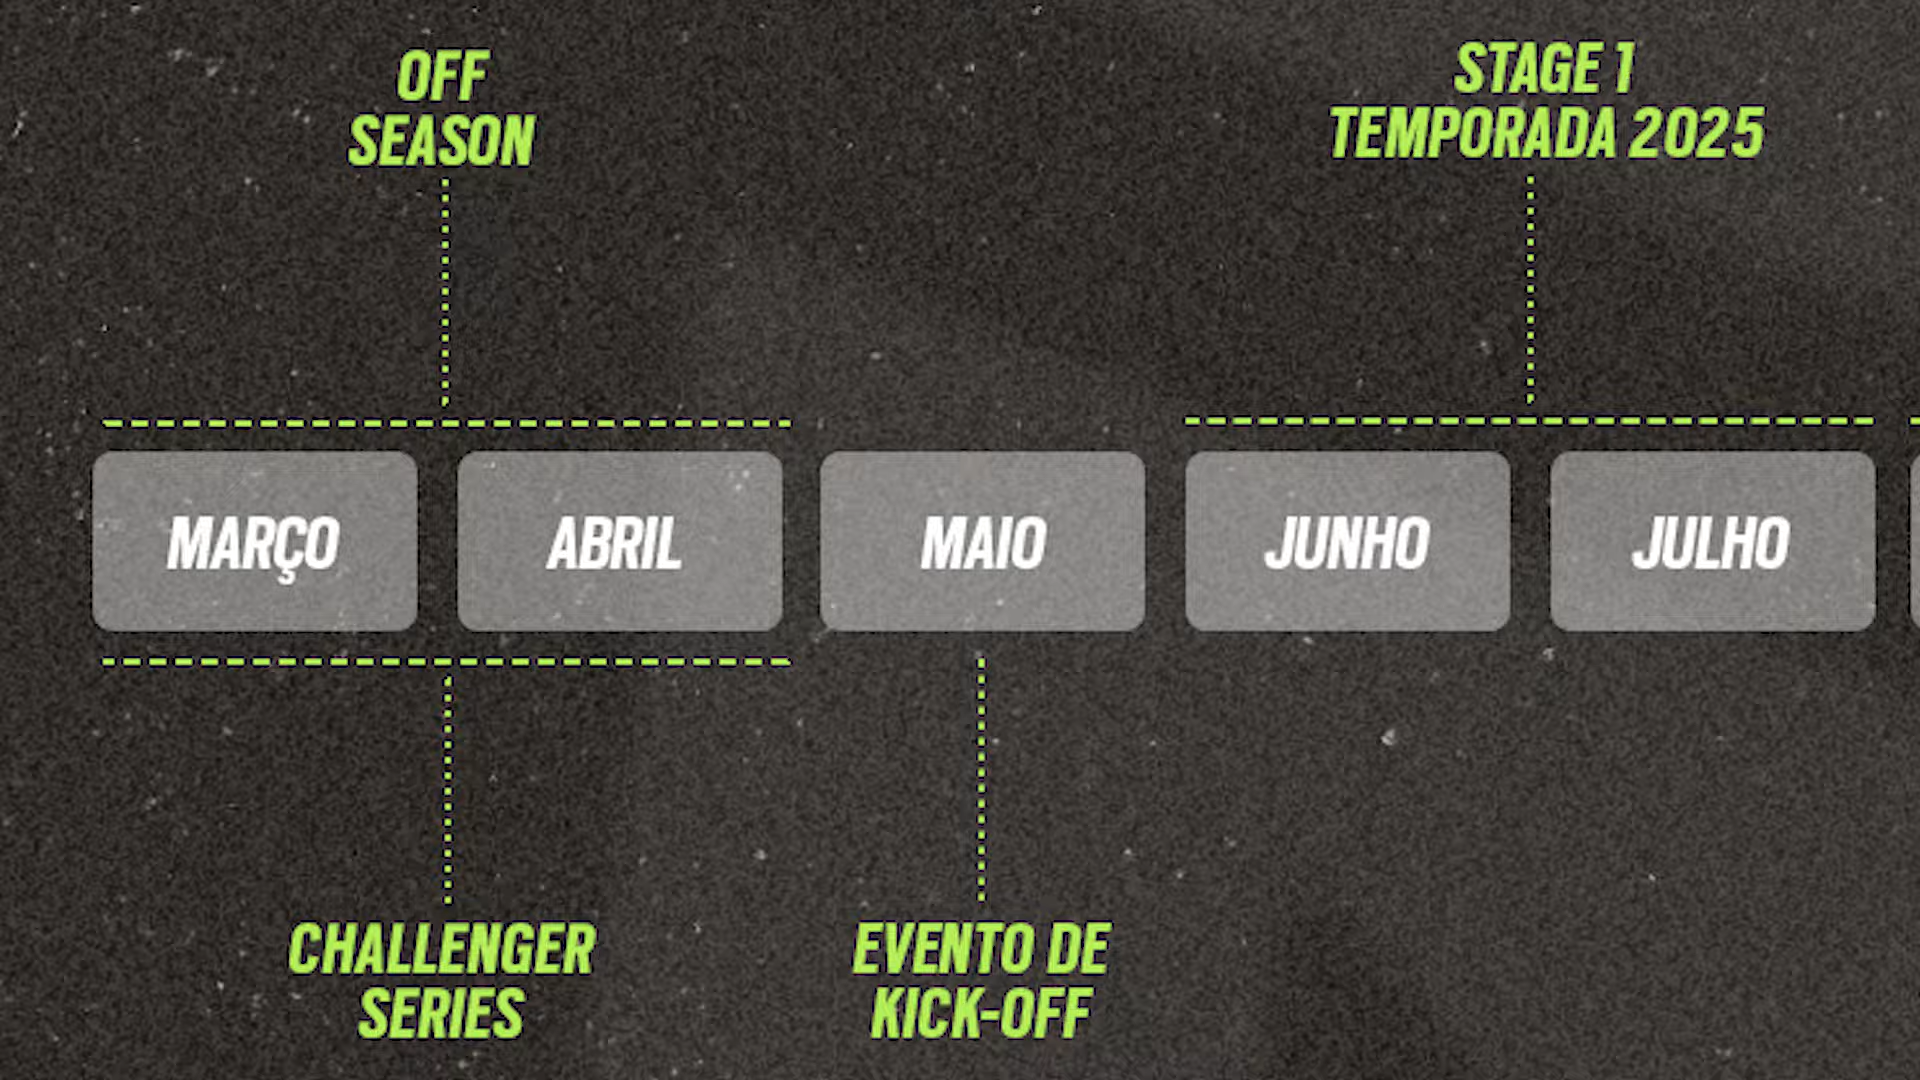 OFF
SEASON
STAGE 1
TEMPORADA 2025
MARÇO
ABRIL
MAIO
JUNHO
JULHO
CHALLENGER
SERIES
EVENTO DE
KICK-OFF